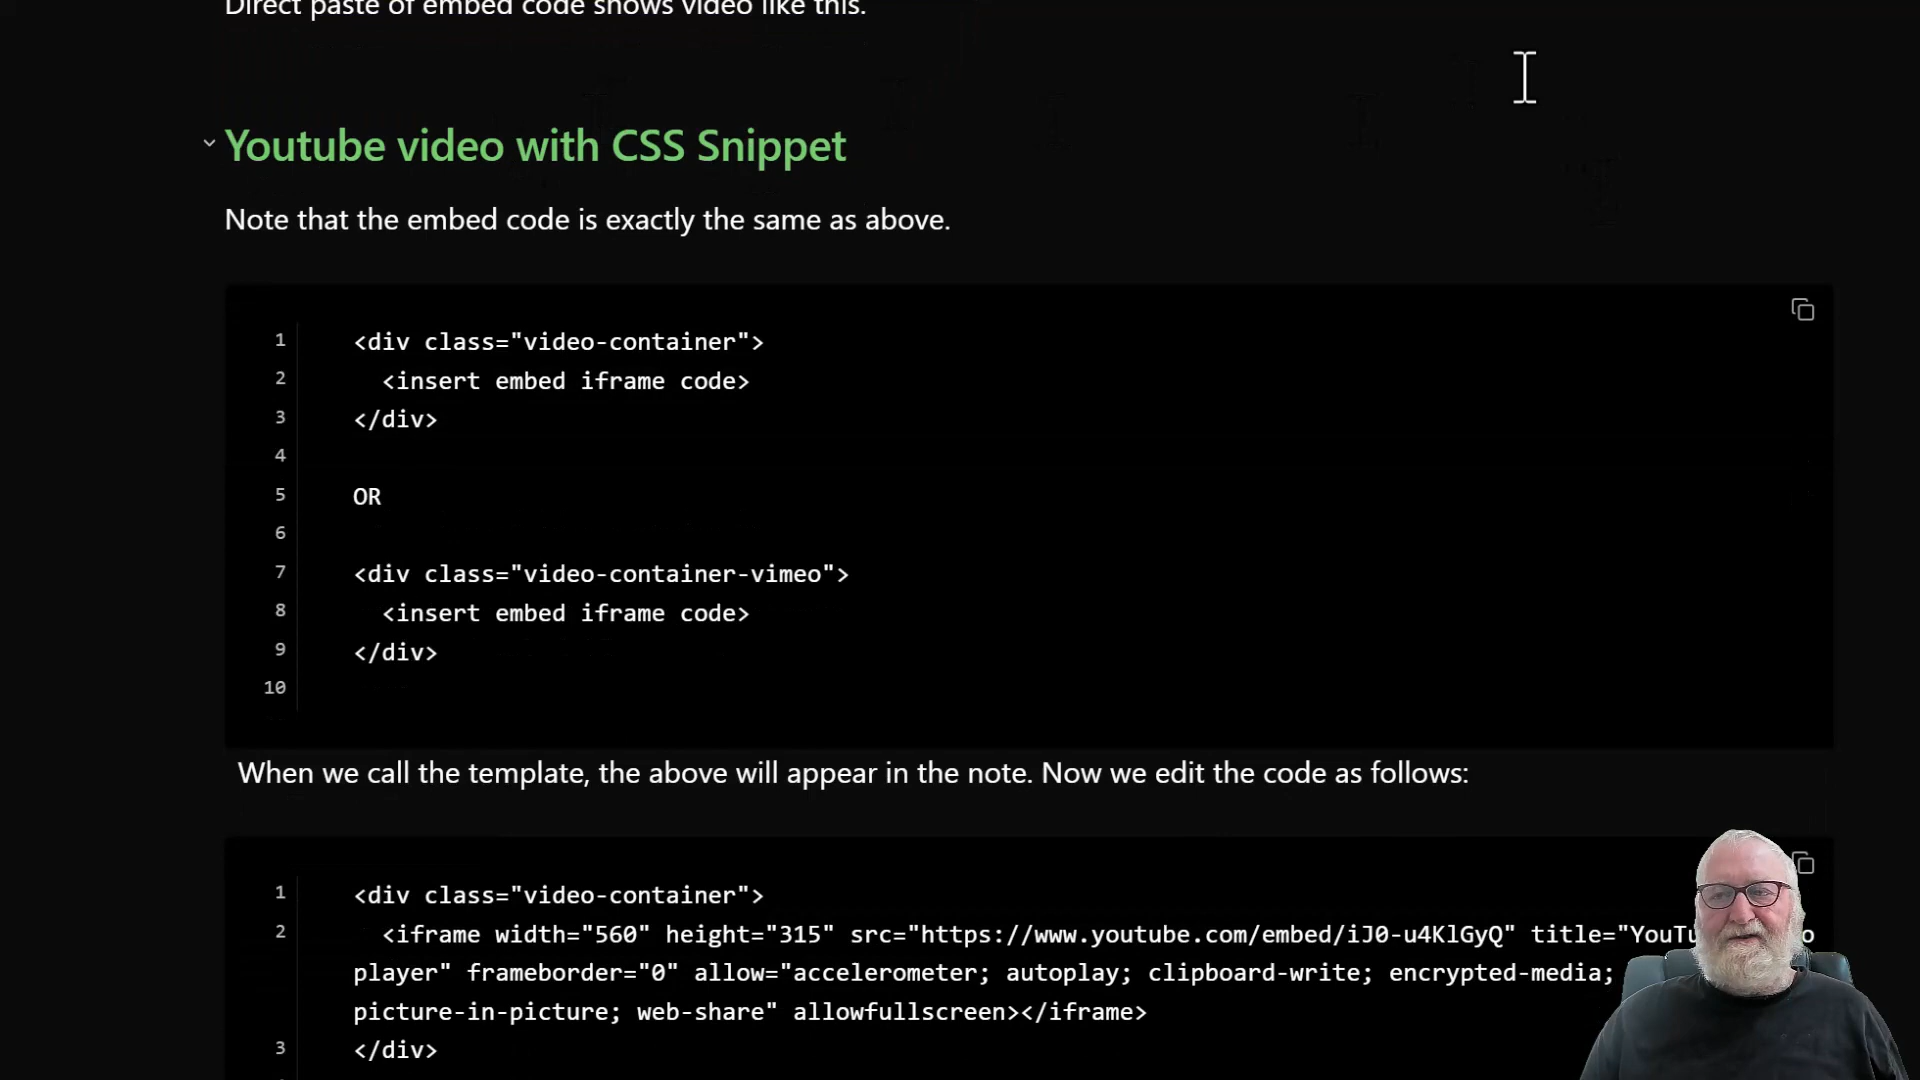 Direct paste of embed code shows video like this.
Youtube video with CSS Snippet
Note that the embed code is exactly the same as above.
1 <div class="video-container">
2 <insert embed iframe code>
3 </div>
4
5 OR
6
7 <div class="video-container-vimeo">
8 <insert embed iframe code>
9 </div>
10
When we call the template, the above will appear in the note. Now we edit the code as follows:
1 <div class="video-container">
2 <iframe width="560" height="315" src="https://www.youtube.com/embed/iJ0-u4KlGyQ"
player" frameborder="0" allow="accelerometer; autoplay; clipboard-write; encrypted-media;
picture-in-picture; web-share" allowfullscreen></iframe>
3 </div>